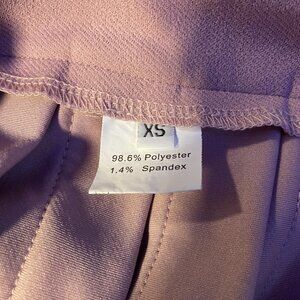 XS
98.6% Polyester
1.4% Spandex